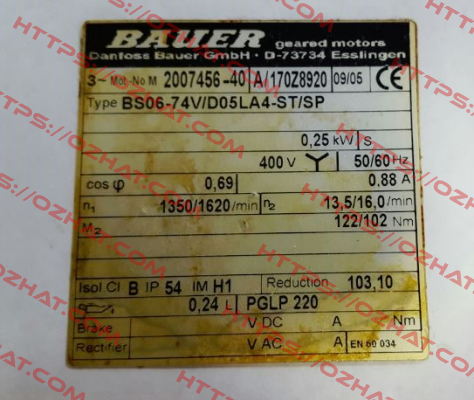 BAUER geared motors
Danfoss Bauer GmbH • D-73734 Esslingen
3~ Mot.-No M 2007456-40 A/170Z8920 09/05 CE
Type BS06-74V/D05LA4-ST/SP
0,25 kW S
400 V Y 50/60 Hz
cos φ 0,69 0.88 A
n1 1350/1620/min n2 13,5/16,0/min
M2 122/102 Nm
Isol.Cl B IP 54 IM H1 Reduction 103,10
0,24 L PGLP 220
Brake V DC A Nm
Rectifier V AC A EN 60 034
HTTPS://OZHAT.COM